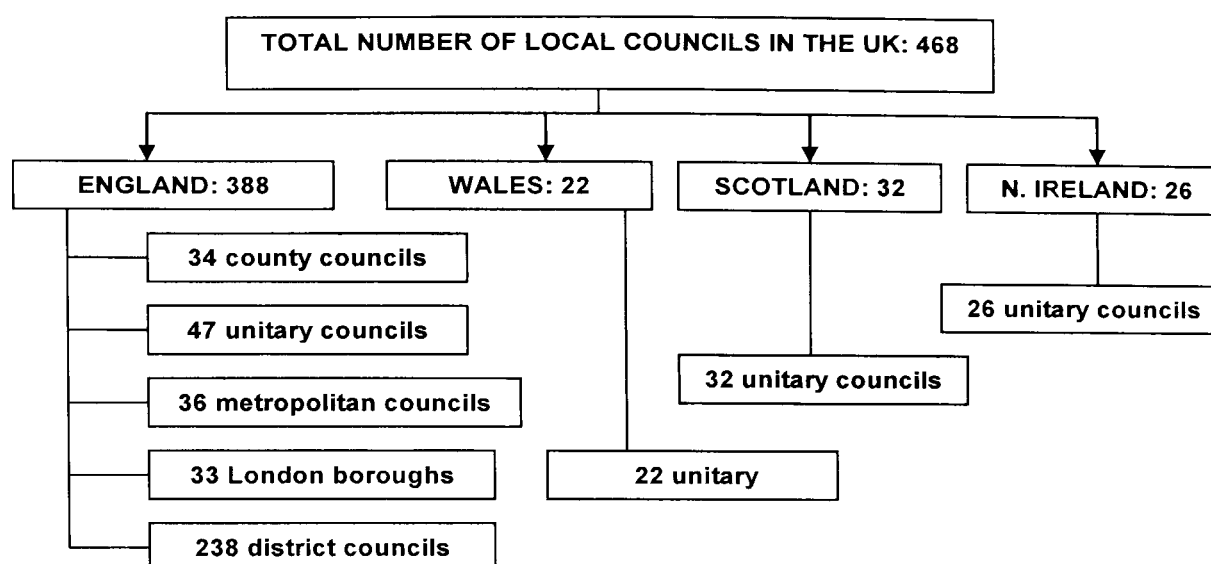 TOTAL NUMBER OF LOCAL COUNCILS IN THE UK: 468
ENGLAND: 388
WALES: 22
SCOTLAND: 32
N. IRELAND: 26
34 county councils
47 unitary councils
36 metropolitan councils
33 London boroughs
238 district councils
22 unitary
32 unitary councils
26 unitary councils